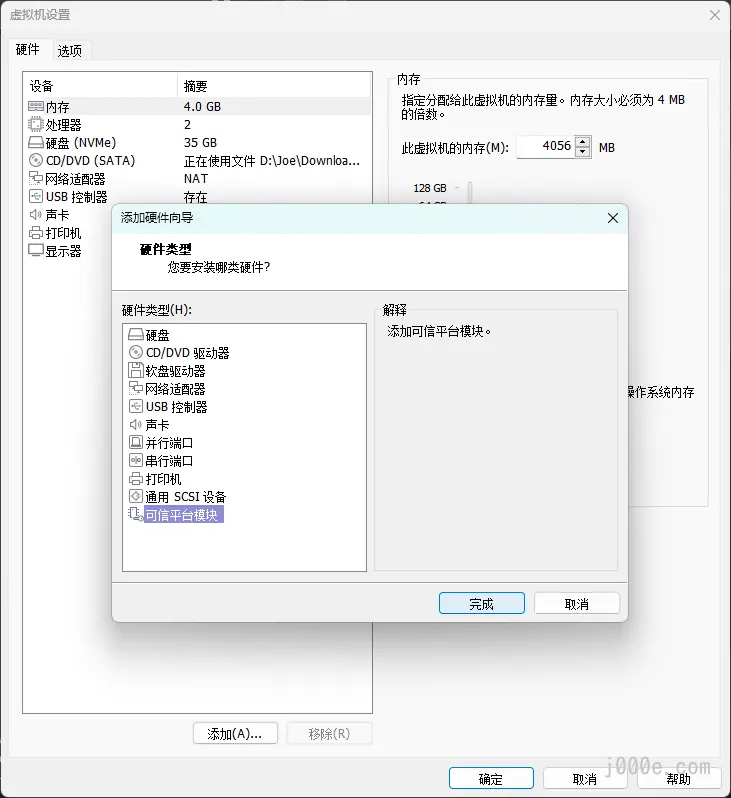 虚拟机设置
硬件 选项
设备 摘要
内存 4.0 GB
处理器 2
硬盘 (NVMe) 35 GB
CD/DVD (SATA) 正在使用文件 D:\Joe\Downloa...
网络适配器 NAT
USB 控制器 存在
声卡
打印机
显示器
内存
指定分配给此虚拟机的内存量。内存大小必须为 4 MB
的倍数。
此虚拟机的内存(M): 4056 MB
128 GB
操作系统内存
添加硬件向导
硬件类型
您要安装哪类硬件?
硬件类型(H):
硬盘
CD/DVD 驱动器
软盘驱动器
网络适配器
USB 控制器
声卡
并行端口
串行端口
打印机
通用 SCSI 设备
可信平台模块
解释
添加可信平台模块。
完成 取消
添加(A)... 移除(R)
确定 取消 帮助
j000e.com